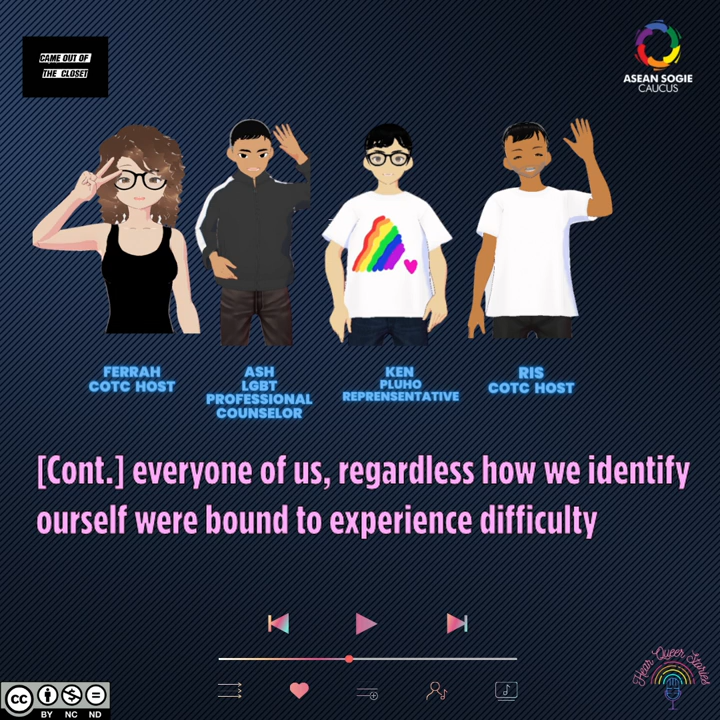 CAME OUT OF
THE CLOSET
ASEAN SOGIE
CAUCUS
FERRAH
COTC HOST
ASH
LGBT
PROFESSIONAL
COUNSELOR
KEN
PLUHO
REPRENSENTATIVE
RIS
COTC HOST
[Cont.] everyone of us, regardless how we identify
ourself were bound to experience difficulty
Hear Queer Stories
CC
BY NC ND